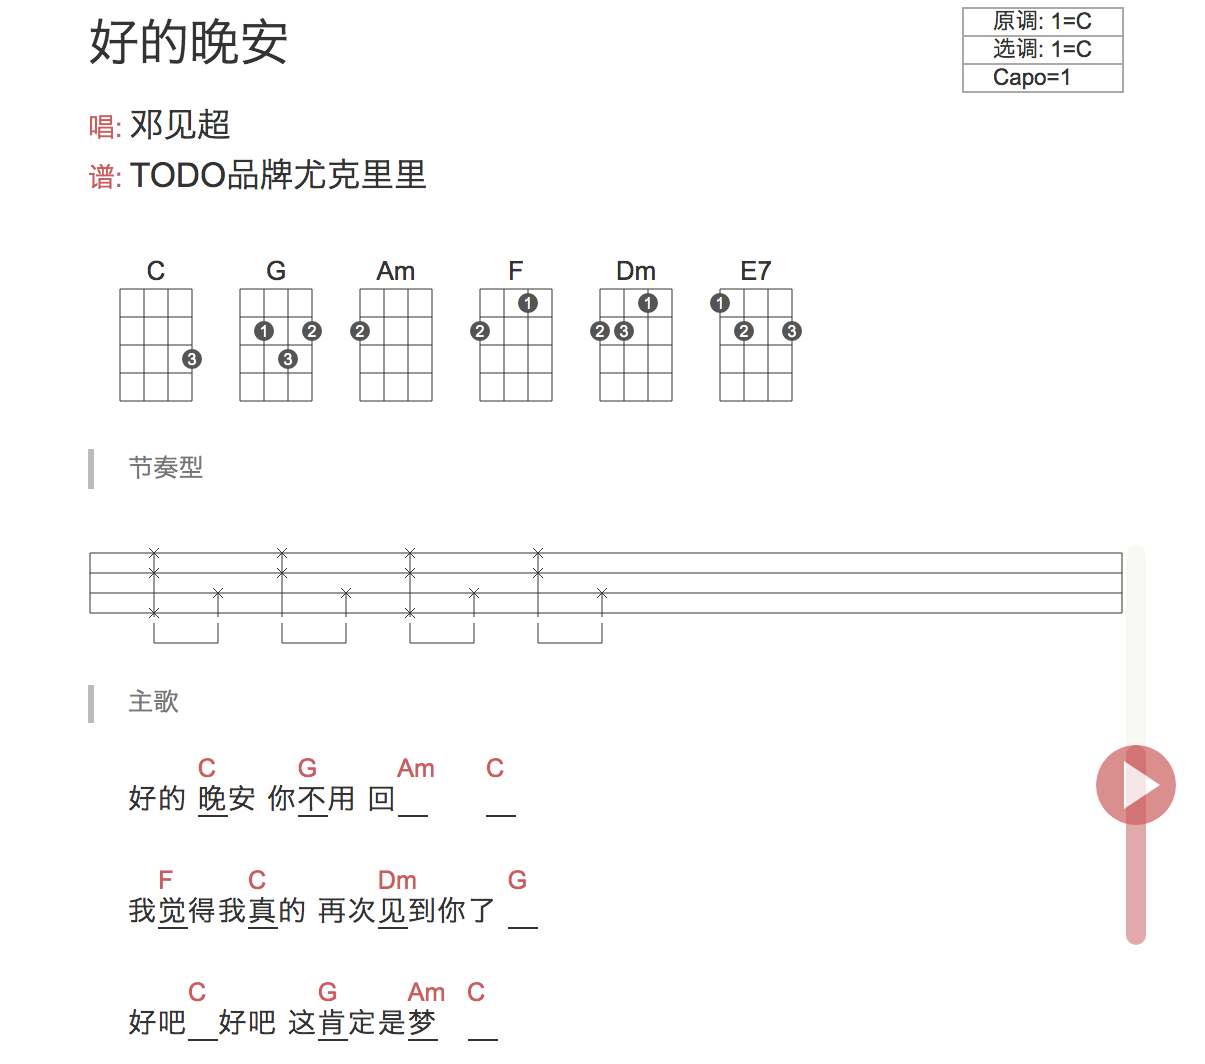 好的晚安
原调: 1=C
选调: 1=C
Capo=1
唱: 邓见超
谱: TODO品牌尤克里里
C G Am F Dm E7
3 1 2 3 2 1 2 1 2 3 1 2 3
节奏型
主歌
C G Am C
好的 晚安 你不用 回__ __
F C Dm G
我觉得我真的 再次见到你了 __
C G Am C
好吧__好吧 这肯定是梦 __